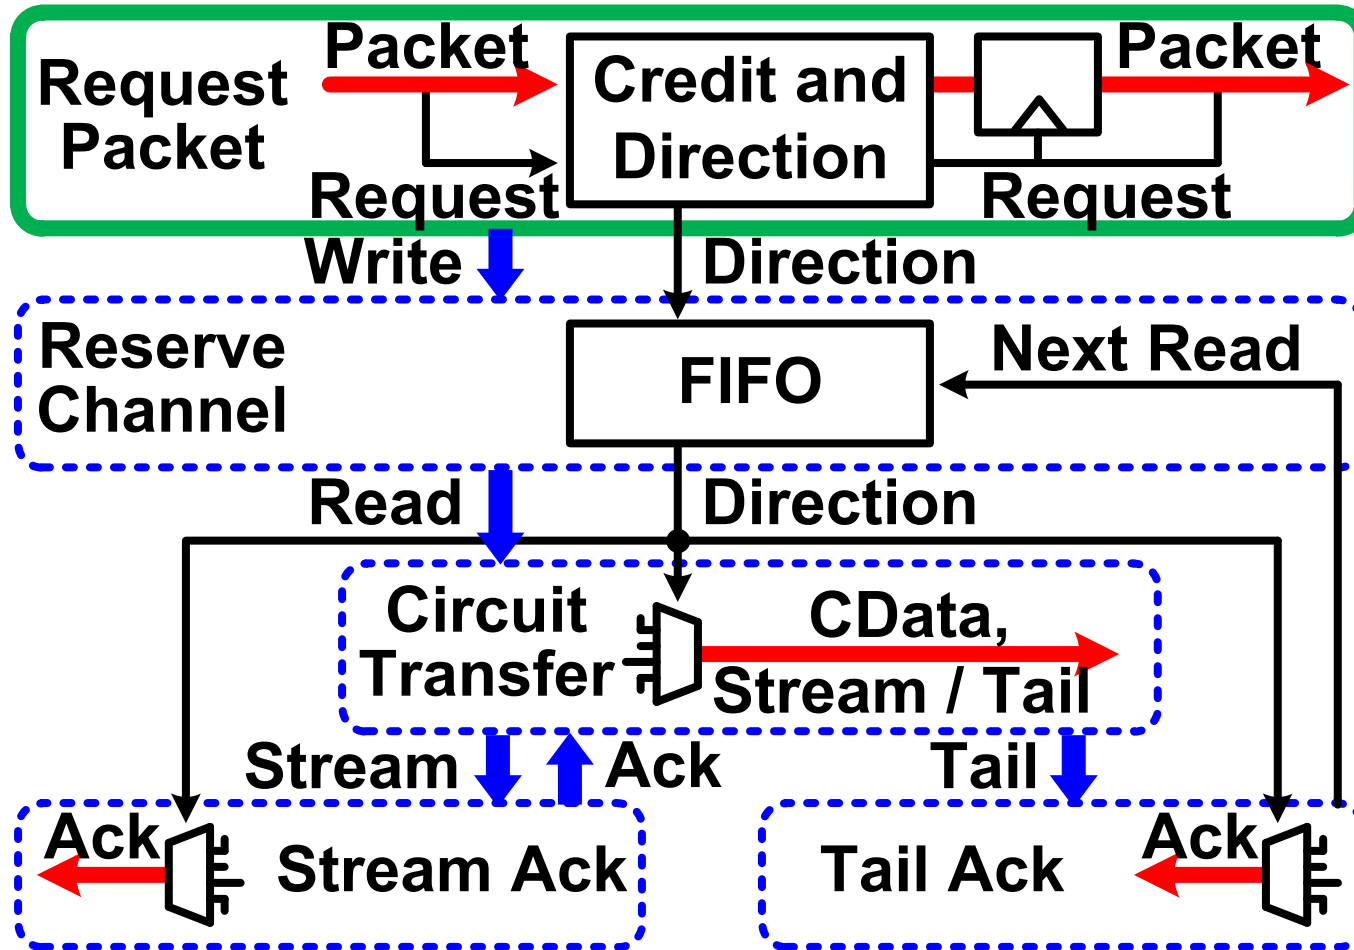 Packet
Packet
Request
Packet
Credit and
Direction
Request
Request
Write
Direction
Reserve
Channel
FIFO
Next Read
Read
Direction
Circuit
Transfer
CData,
Stream / Tail
Stream
Ack
Tail
Ack
Stream Ack
Tail Ack
Ack